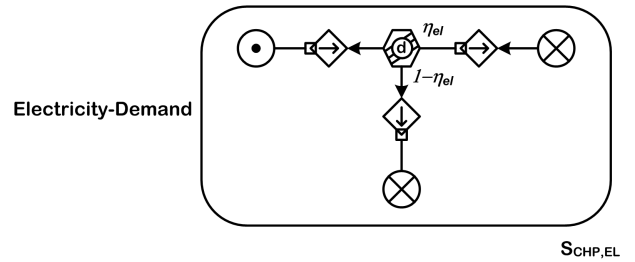 η_el
d
1−η_el
Electricity-Demand
S_CHP,EL